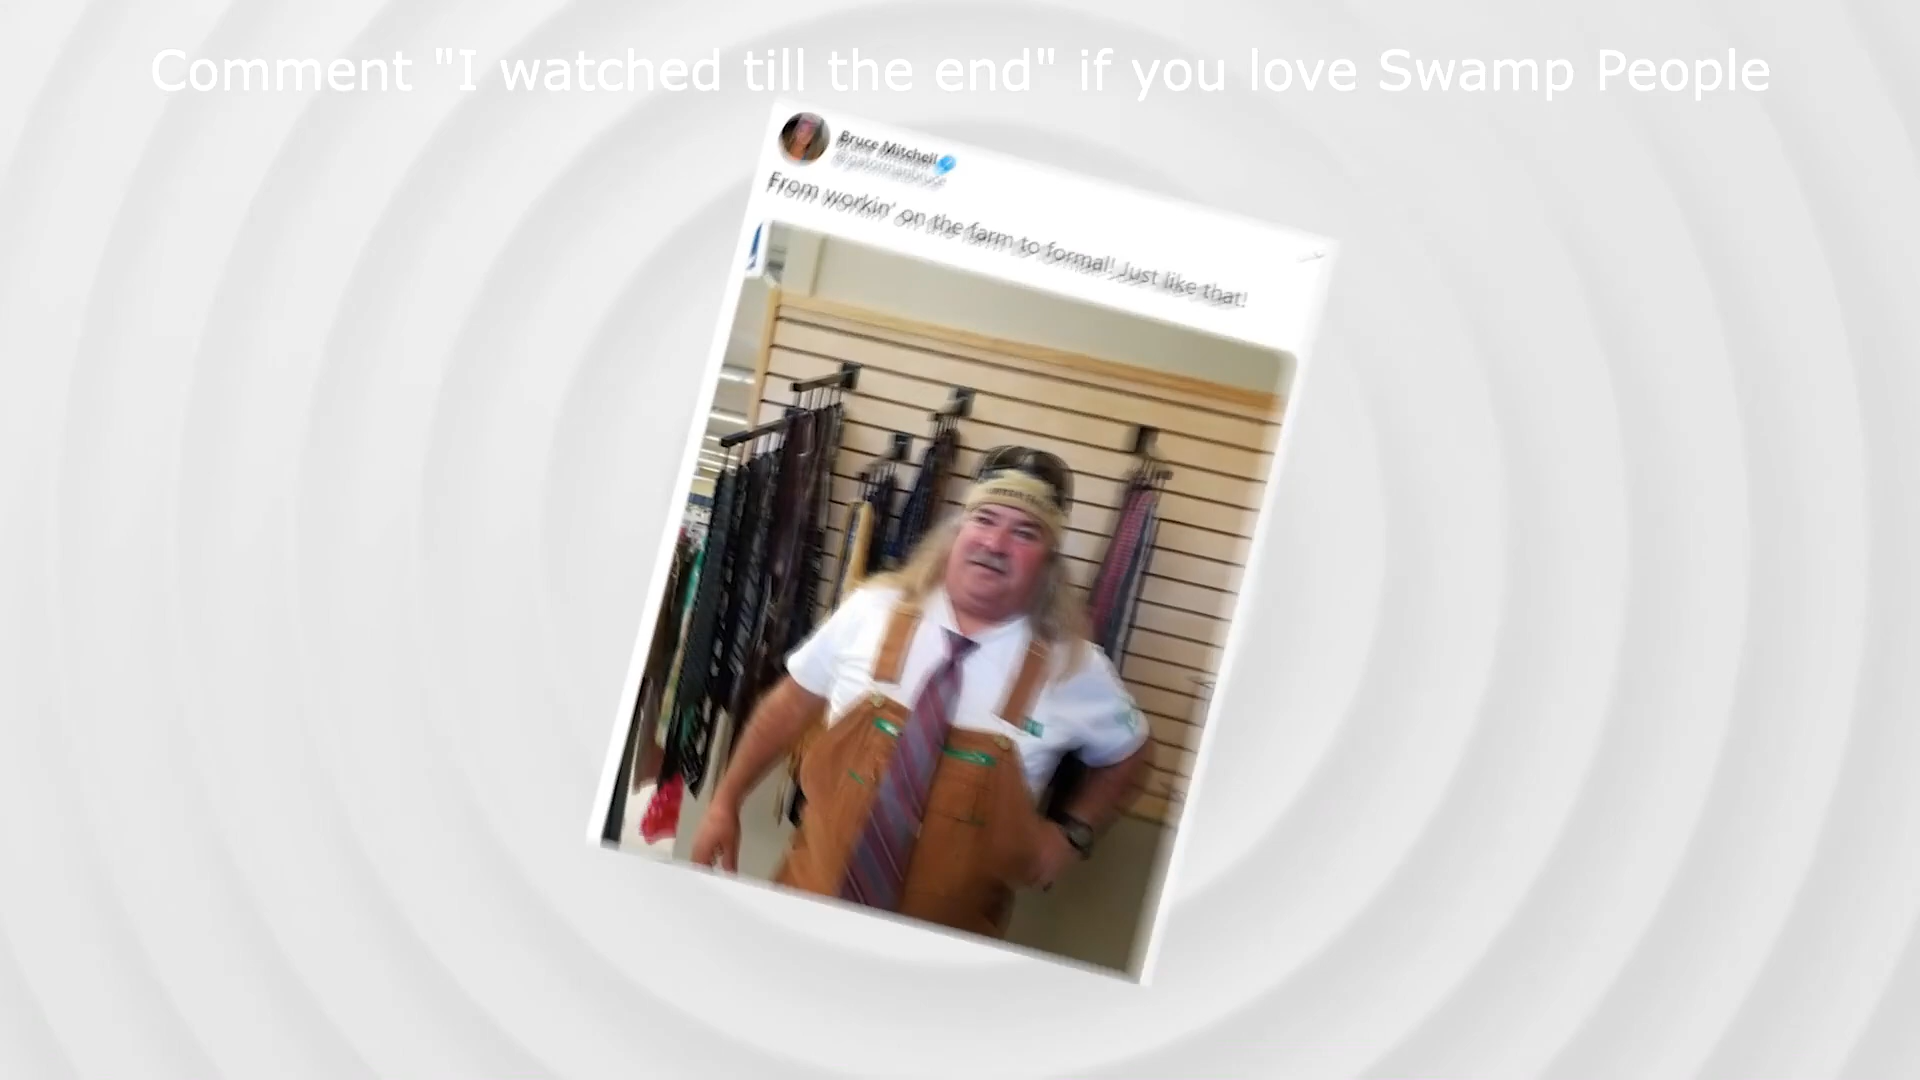 Comment "I watched till the end" if you love Swamp People
Bruce Mitchell
@gatormanbruce
From workin' on the farm to formal! Just like that!